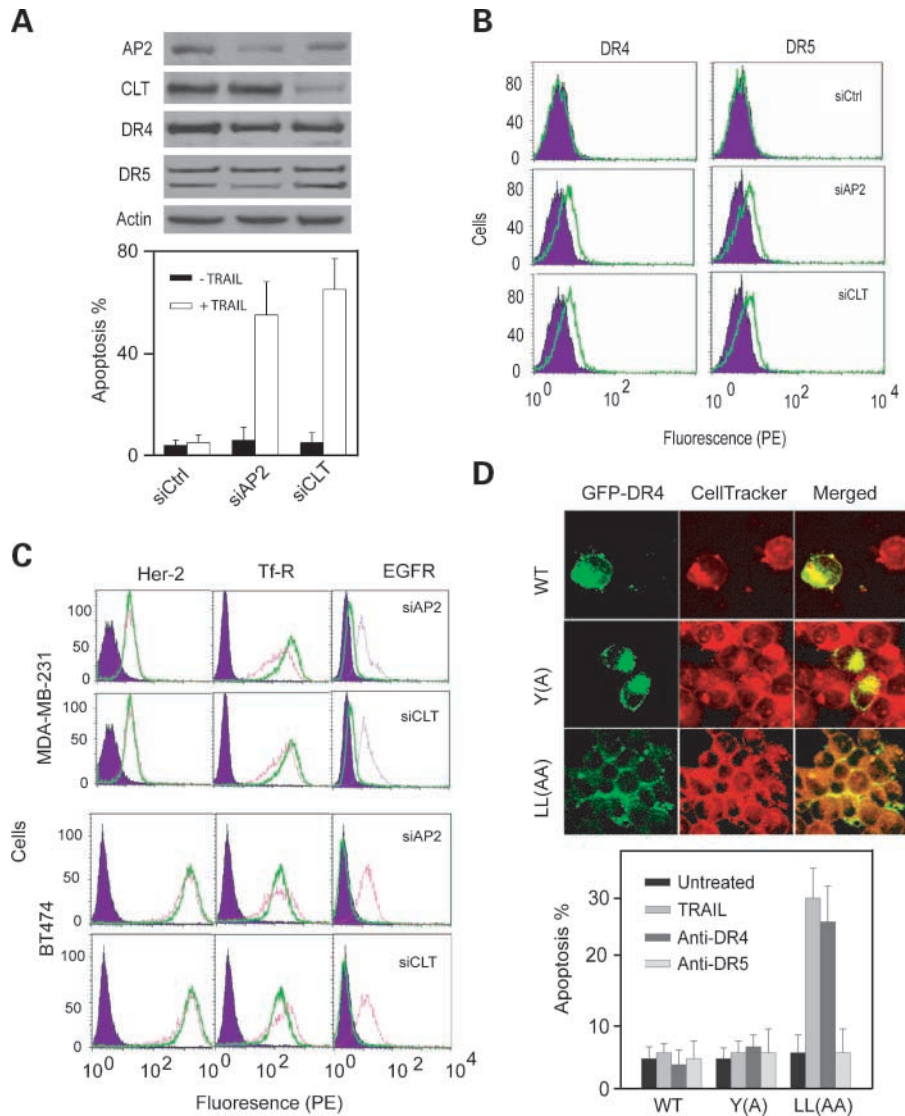 A
AP2
CLT
DR4
DR5
Actin
80
40
0
Apoptosis %
- TRAIL
+ TRAIL
siCtrl
siAP2
siCLT
B
DR4
DR5
siCtrl
siAP2
siCLT
80
40
0
80
40
0
80
40
0
Cells
10^0
10^2
10^0
10^2
10^4
Fluorescence (PE)
C
Her-2
Tf-R
EGFR
siAP2
siCLT
siAP2
siCLT
100
50
0
100
50
0
100
50
0
100
50
0
MDA-MB-231
Cells
BT474
10^0
10^2
10^0
10^2
10^0
10^2
10^4
Fluoresence (PE)
D
GFP-DR4
CellTracker
Merged
WT
Y(A)
LL(AA)
Untreated
TRAIL
Anti-DR4
Anti-DR5
30
20
10
0
Apoptosis %
WT
Y(A)
LL(AA)